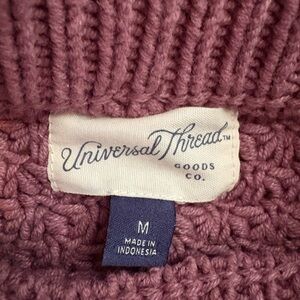 Universal Thread™
GOODS
CO.
M
MADE IN
INDONESIA